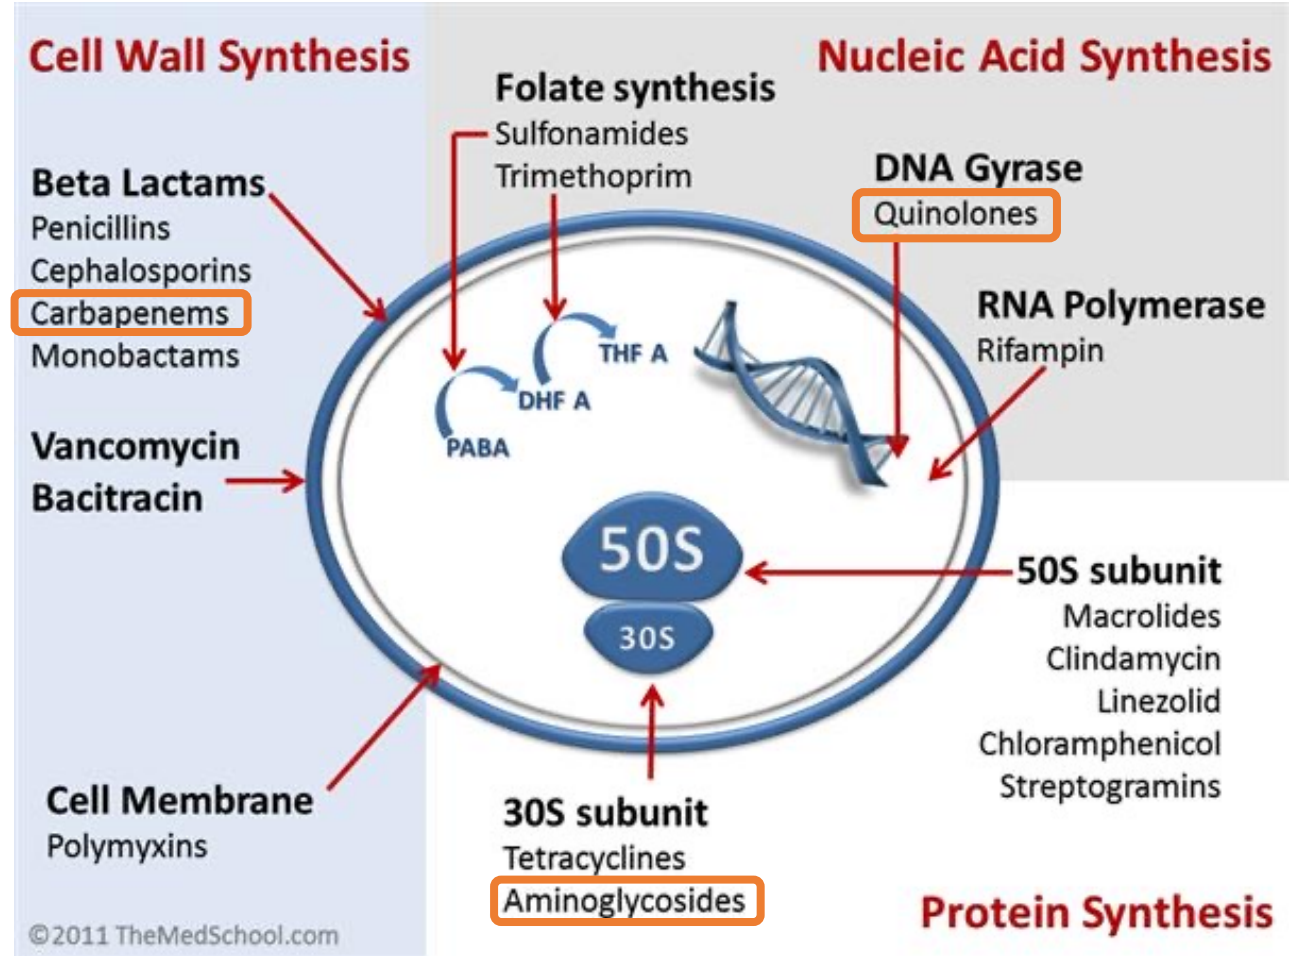 Cell Wall Synthesis
Nucleic Acid Synthesis
Folate synthesis
Sulfonamides
Trimethoprim
Beta Lactams
Penicillins
Cephalosporins
Carbapenems
Monobactams
DNA Gyrase
Quinolones
RNA Polymerase
Rifampin
THF A
DHF A
PABA
Vancomycin
Bacitracin
50S
30S
50S subunit
Macrolides
Clindamycin
Linezolid
Chloramphenicol
Streptogramins
Cell Membrane
Polymyxins
30S subunit
Tetracyclines
Aminoglycosides
Protein Synthesis
©2011 TheMedSchool.com